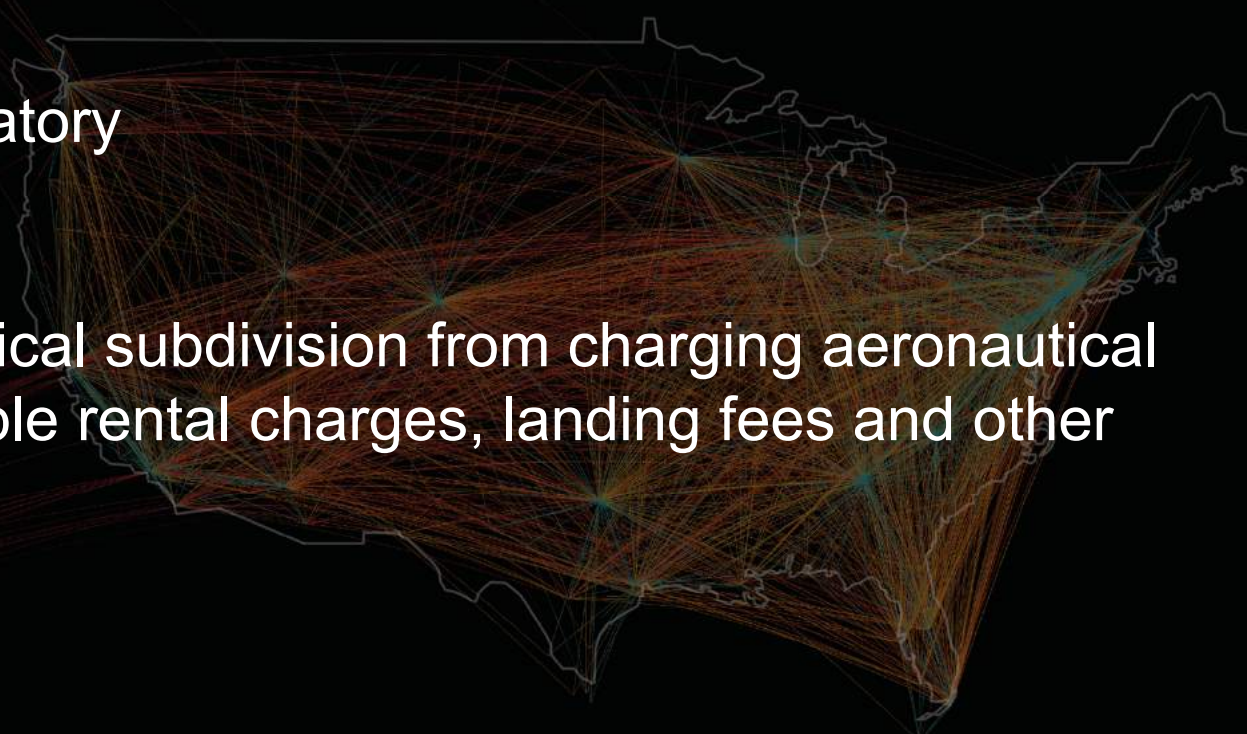 atory
ical subdivision from charging aeronautical
ble rental charges, landing fees and other